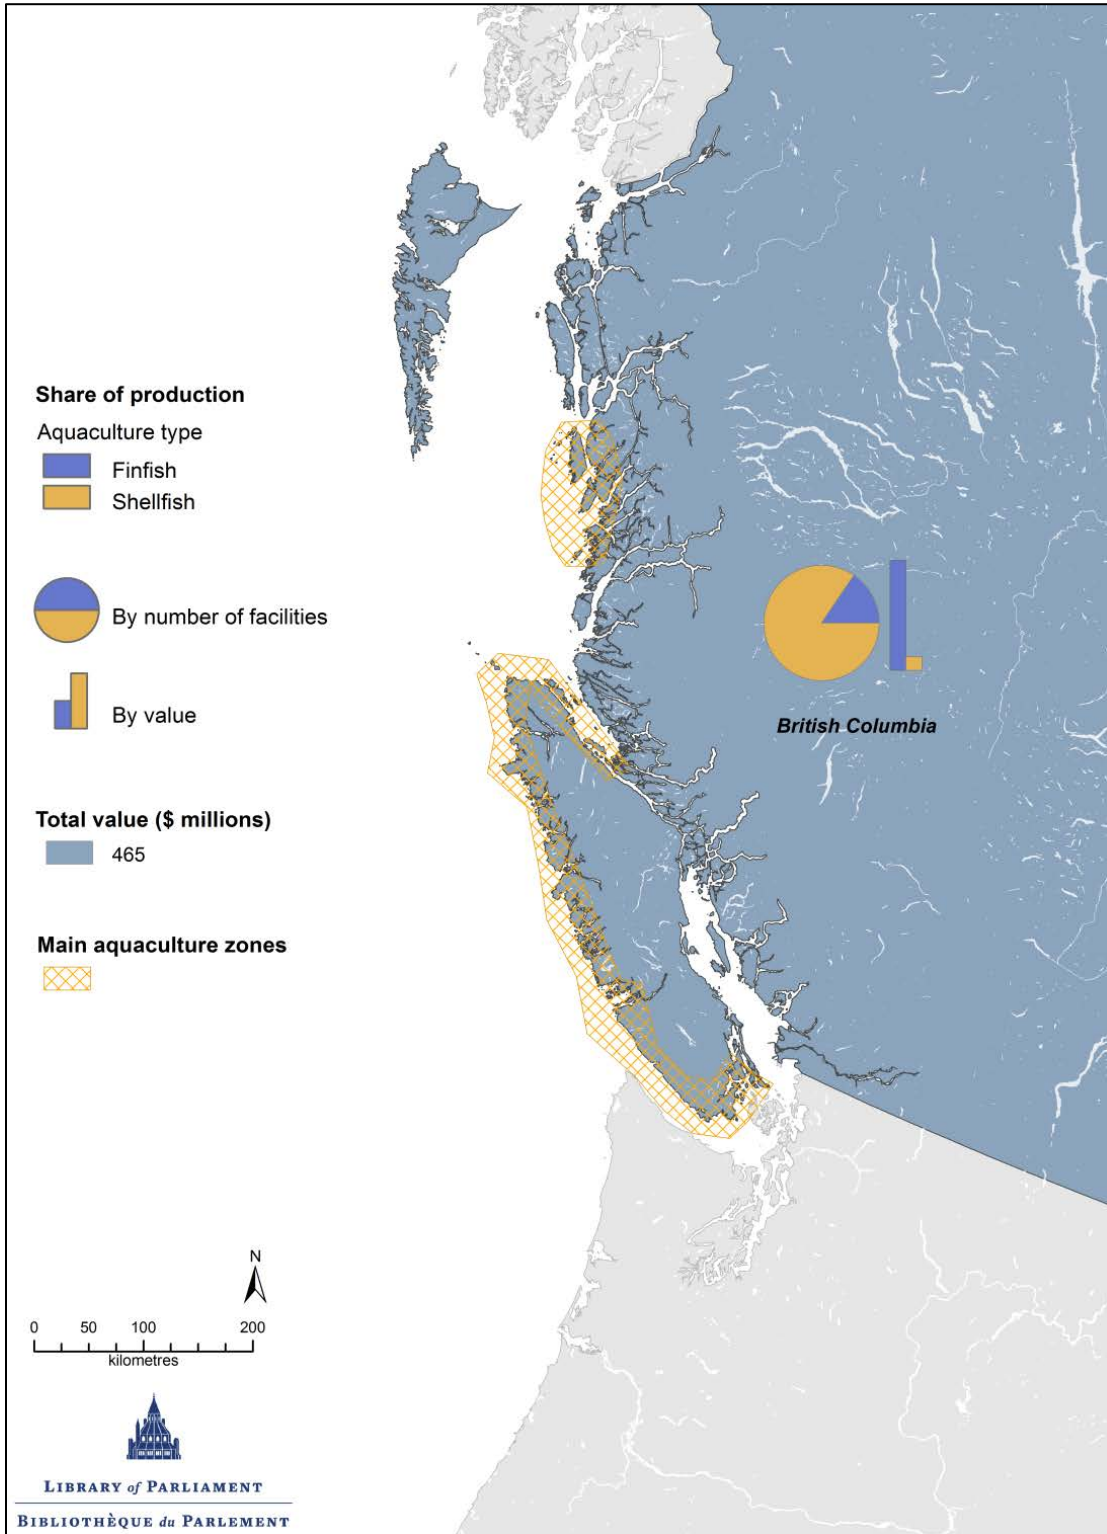 Share of production
Aquaculture type
Finfish
Shellfish
By number of facilities
By value
British Columbia
Total value ($ millions)
465
Main aquaculture zones
N
0 50 100 200
kilometres
LIBRARY of PARLIAMENT
BIBLIOTHÈQUE du PARLEMENT